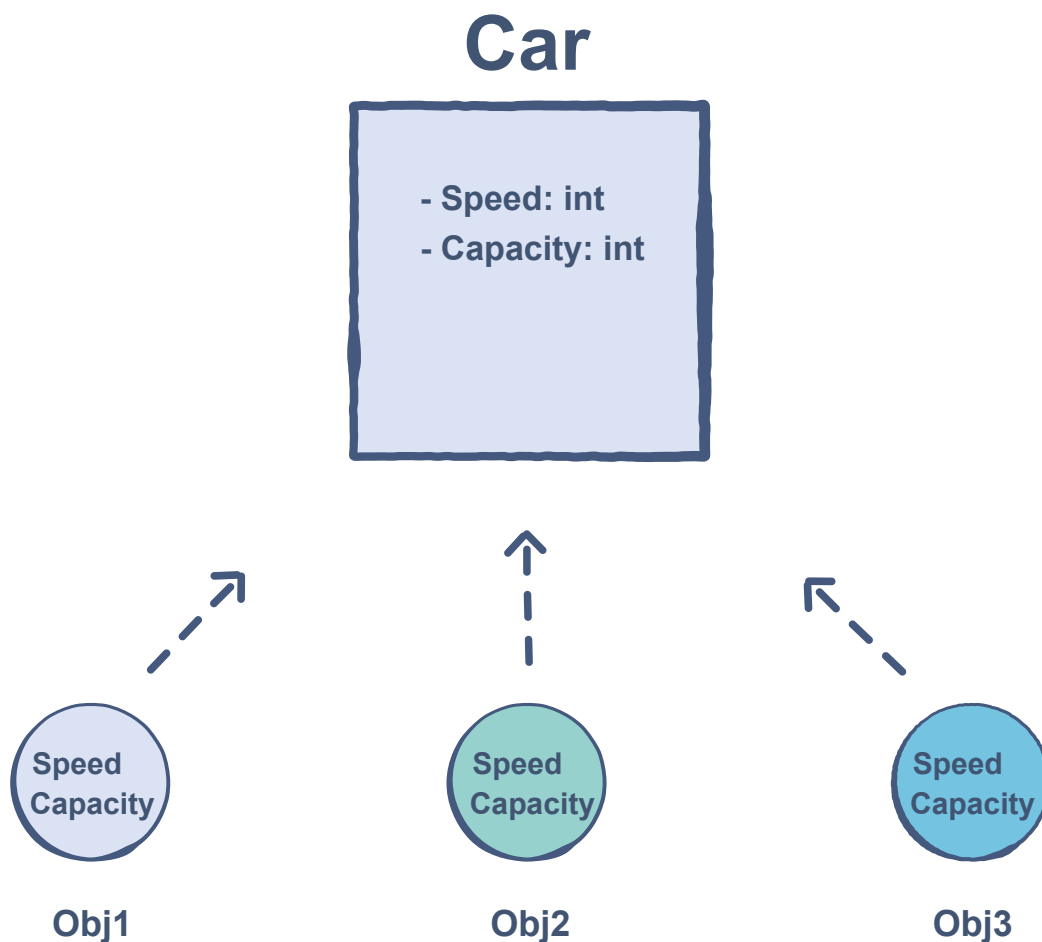 Car
- Speed: int
- Capacity: int
Speed
Capacity
Speed
Capacity
Speed
Capacity
Obj1
Obj2
Obj3